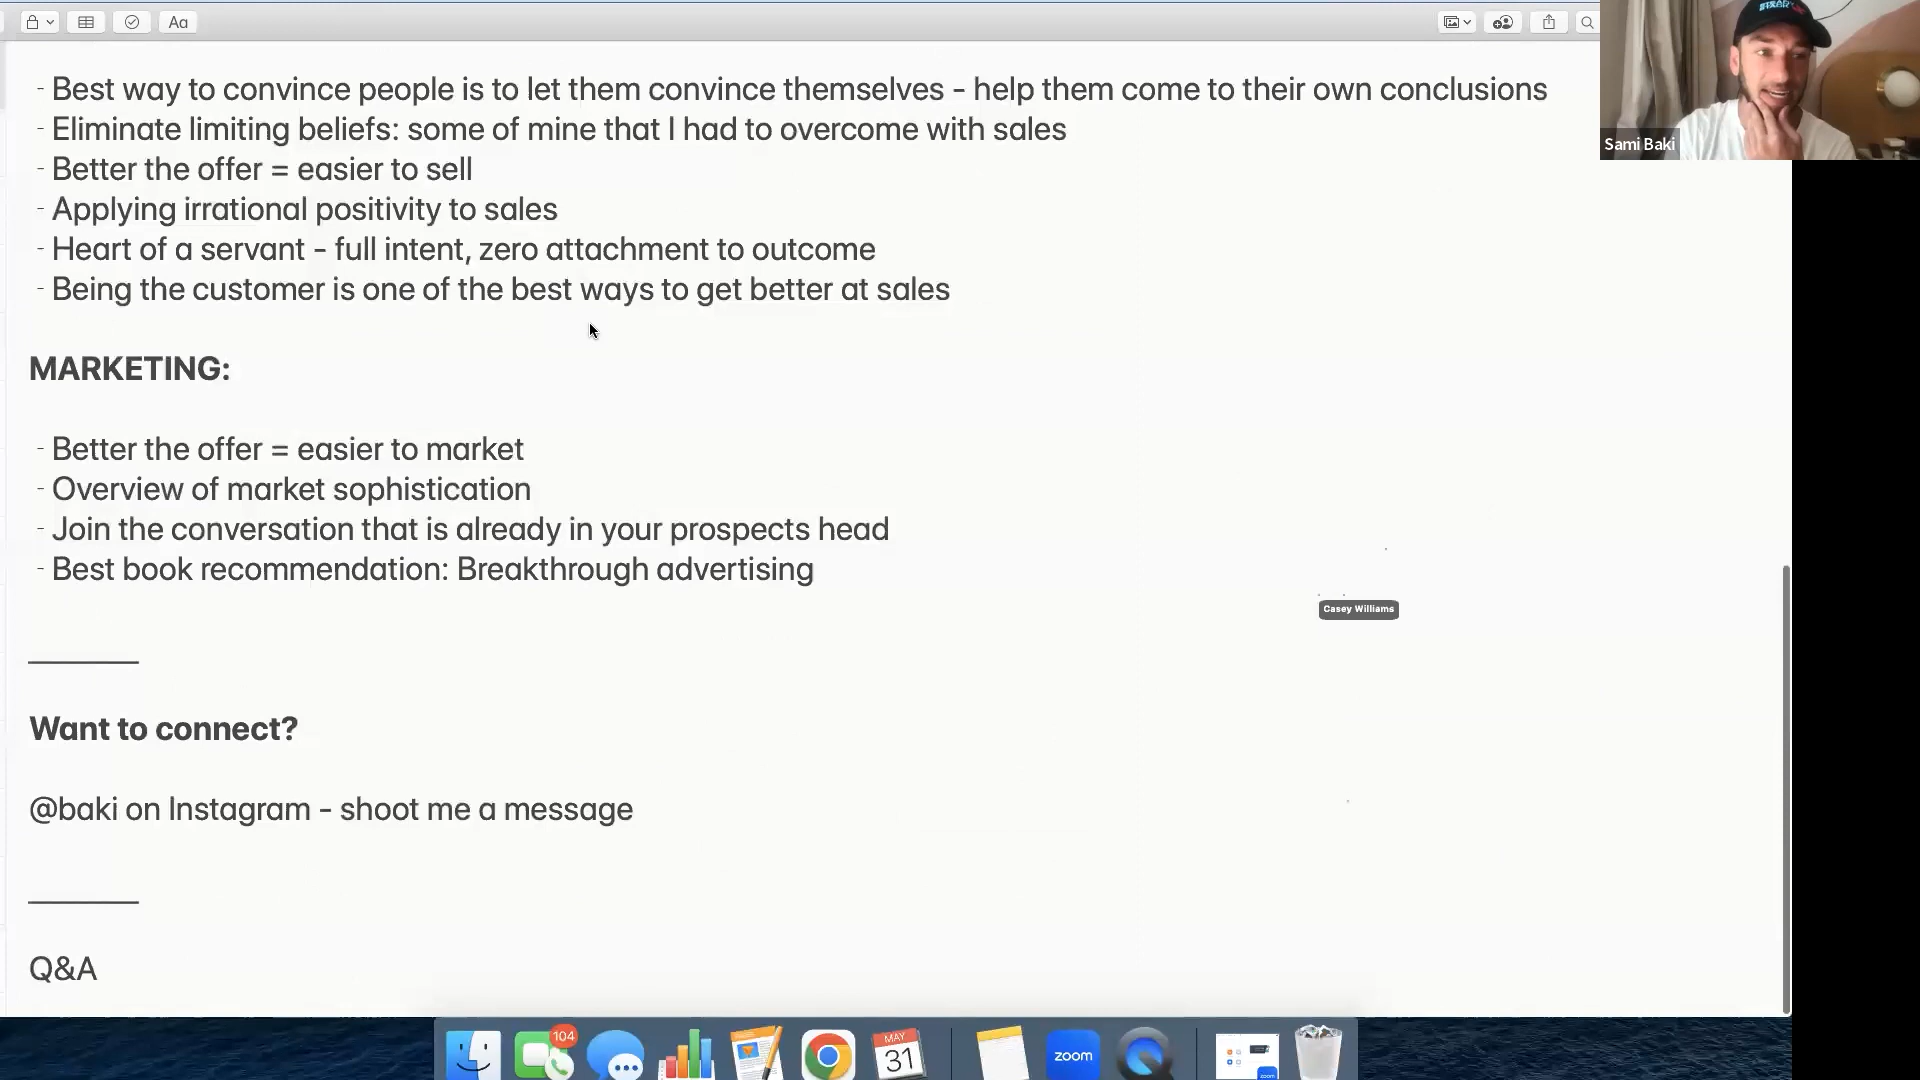 Aa
- Best way to convince people is to let them convince themselves - help them come to their own conclusions
- Eliminate limiting beliefs: some of mine that I had to overcome with sales
- Better the offer = easier to sell
- Applying irrational positivity to sales
- Heart of a servant - full intent, zero attachment to outcome
- Being the customer is one of the best ways to get better at sales
MARKETING:
- Better the offer = easier to market
- Overview of market sophistication
- Join the conversation that is already in your prospects head
- Best book recommendation: Breakthrough advertising
Want to connect?
@baki on Instagram - shoot me a message
Q&A
Sami Baki
Casey Williams
104
MAY
31
zoom
zoom